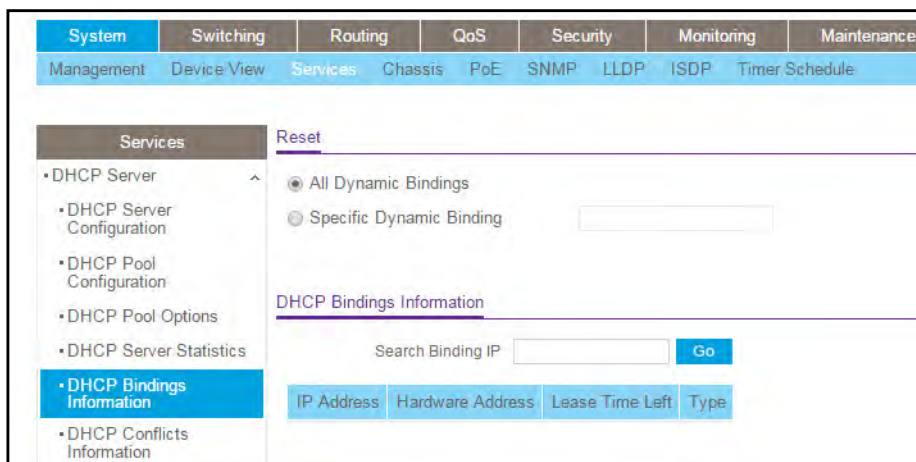 System Switching Routing QoS Security Monitoring Maintenance
Management Device View Services Chassis PoE SNMP LLDP ISDP Timer Schedule
Services
DHCP Server
DHCP Server
Configuration
DHCP Pool
Configuration
DHCP Pool Options
DHCP Server Statistics
DHCP Bindings
Information
DHCP Conflicts
Information
Reset
All Dynamic Bindings
Specific Dynamic Binding
DHCP Bindings Information
Search Binding IP Go
IP Address Hardware Address Lease Time Left Type